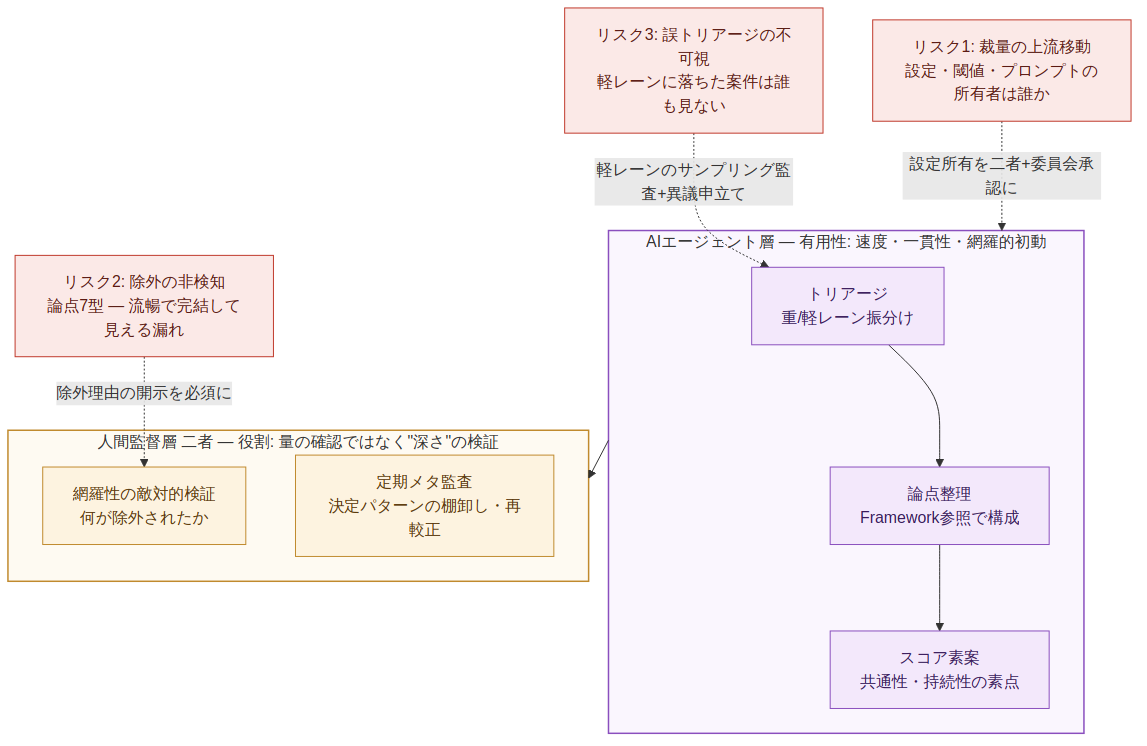 リスク3: 誤トリアージの不
可視
軽レーンに落ちた案件は誰
も見ない
リスク1: 裁量の上流移動
設定・閾値・プロンプトの
所有者は誰か
軽レーンのサンプリング監
査+異議申立て
設定所有を二者+委員会承
認に
AIエージェント層 — 有用性: 速度・一貫性・網羅的初動
トリアージ
重/軽レーン振分け
リスク2: 除外の非検知
論点7型 — 流暢で完結して
見える漏れ
除外理由の開示を必須に
人間監督層 二者 — 役割: 量の確認ではなく"深さ"の検証
網羅性の敵対的検証
何が除外されたか
定期メタ監査
決定パターンの棚卸し・再
較正
論点整理
Framework参照で構成
スコア素案
共通性・持続性の素点